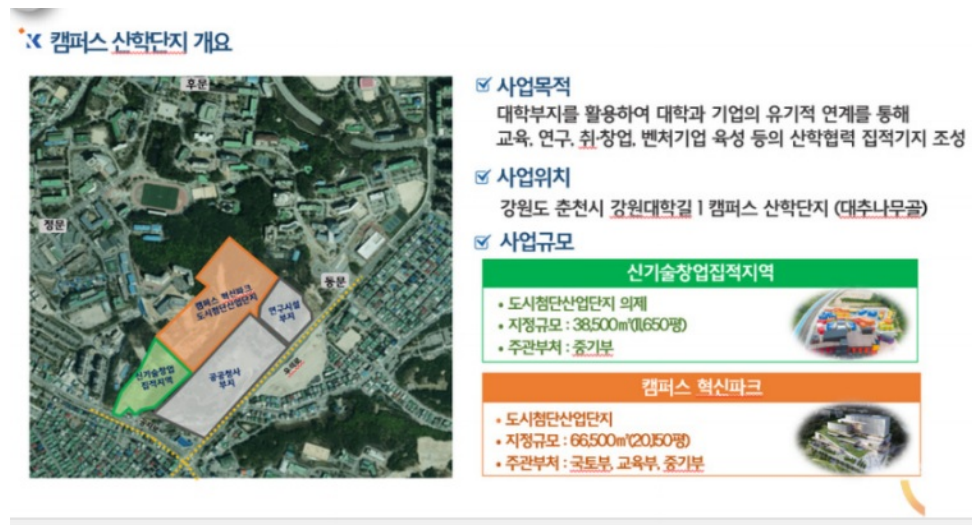 캠퍼스 산학단지 개요
후문
정문
동문
캠퍼스 혁신파크
도시첨단산업단지
연구시설
부지
신기술창업
집적지역
공공청사
부지
사업목적
대학부지를 활용하여 대학과 기업의 유기적 연계를 통해
교육, 연구, 취·창업, 벤처기업 육성 등의 산학협력 집적기지 조성
사업위치
강원도 춘천시 강원대학길 1 캠퍼스 산학단지 (대추나무골)
사업규모
신기술창업집적지역
• 도시첨단산업단지 의제
• 지정규모 : 38,500㎡(11,650평)
• 주관부처 : 중기부
캠퍼스 혁신파크
• 도시첨단산업단지
• 지정규모 : 66,500㎡(20,150평)
• 주관부처 : 국토부, 교육부, 중기부